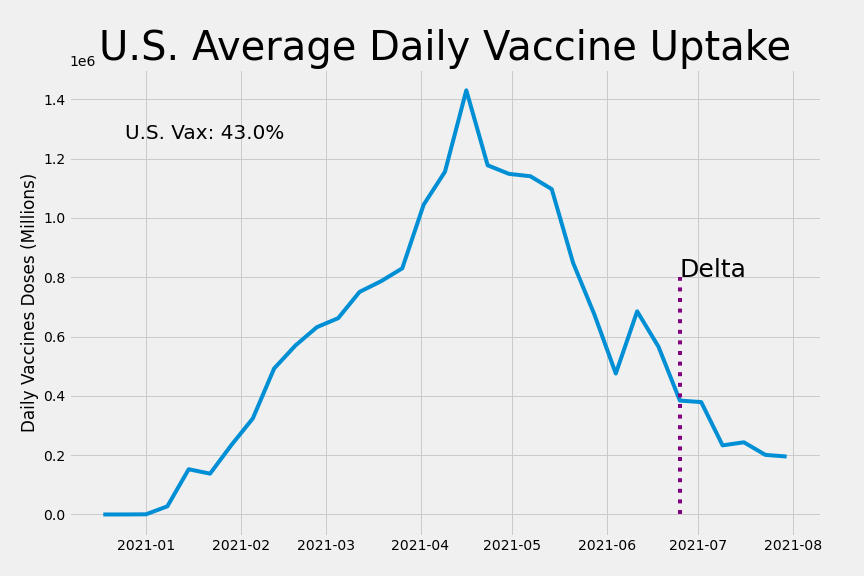 U.S. Average Daily Vaccine Uptake
1e6
1.4
U.S. Vax: 43.0%
1.2
1.0
Delta
0.8
0.6
0.4
0.2
0.0
Daily Vaccines Doses (Millions)
2021-01 2021-02 2021-03 2021-04 2021-05 2021-06 2021-07 2021-08